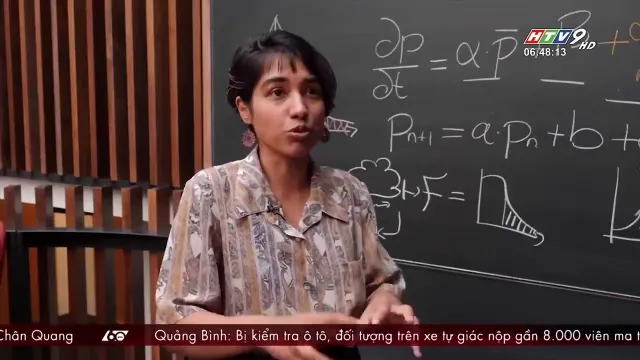 HTV9 HD
06:48:13
∂p/∂t = α·p̄ +
Pn+1 = a·Pn + b +
F =
Chân Quang 60 Quảng Bình: Bị kiểm tra ô tô, đối tượng trên xe tự giác nộp gần 8.000 viên ma t